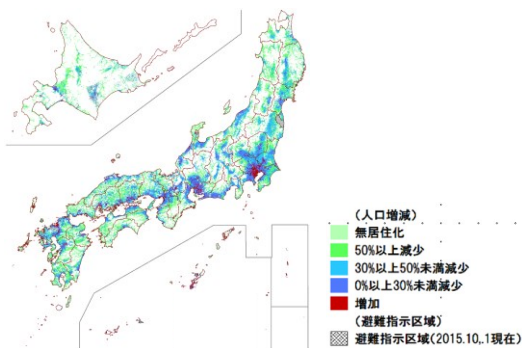 (人口増減)
無居住化
50%以上減少
30%以上50%未満減少
0%以上30%未満減少
増加
(避難指示区域)
避難指示区域(2015.10,.1現在)